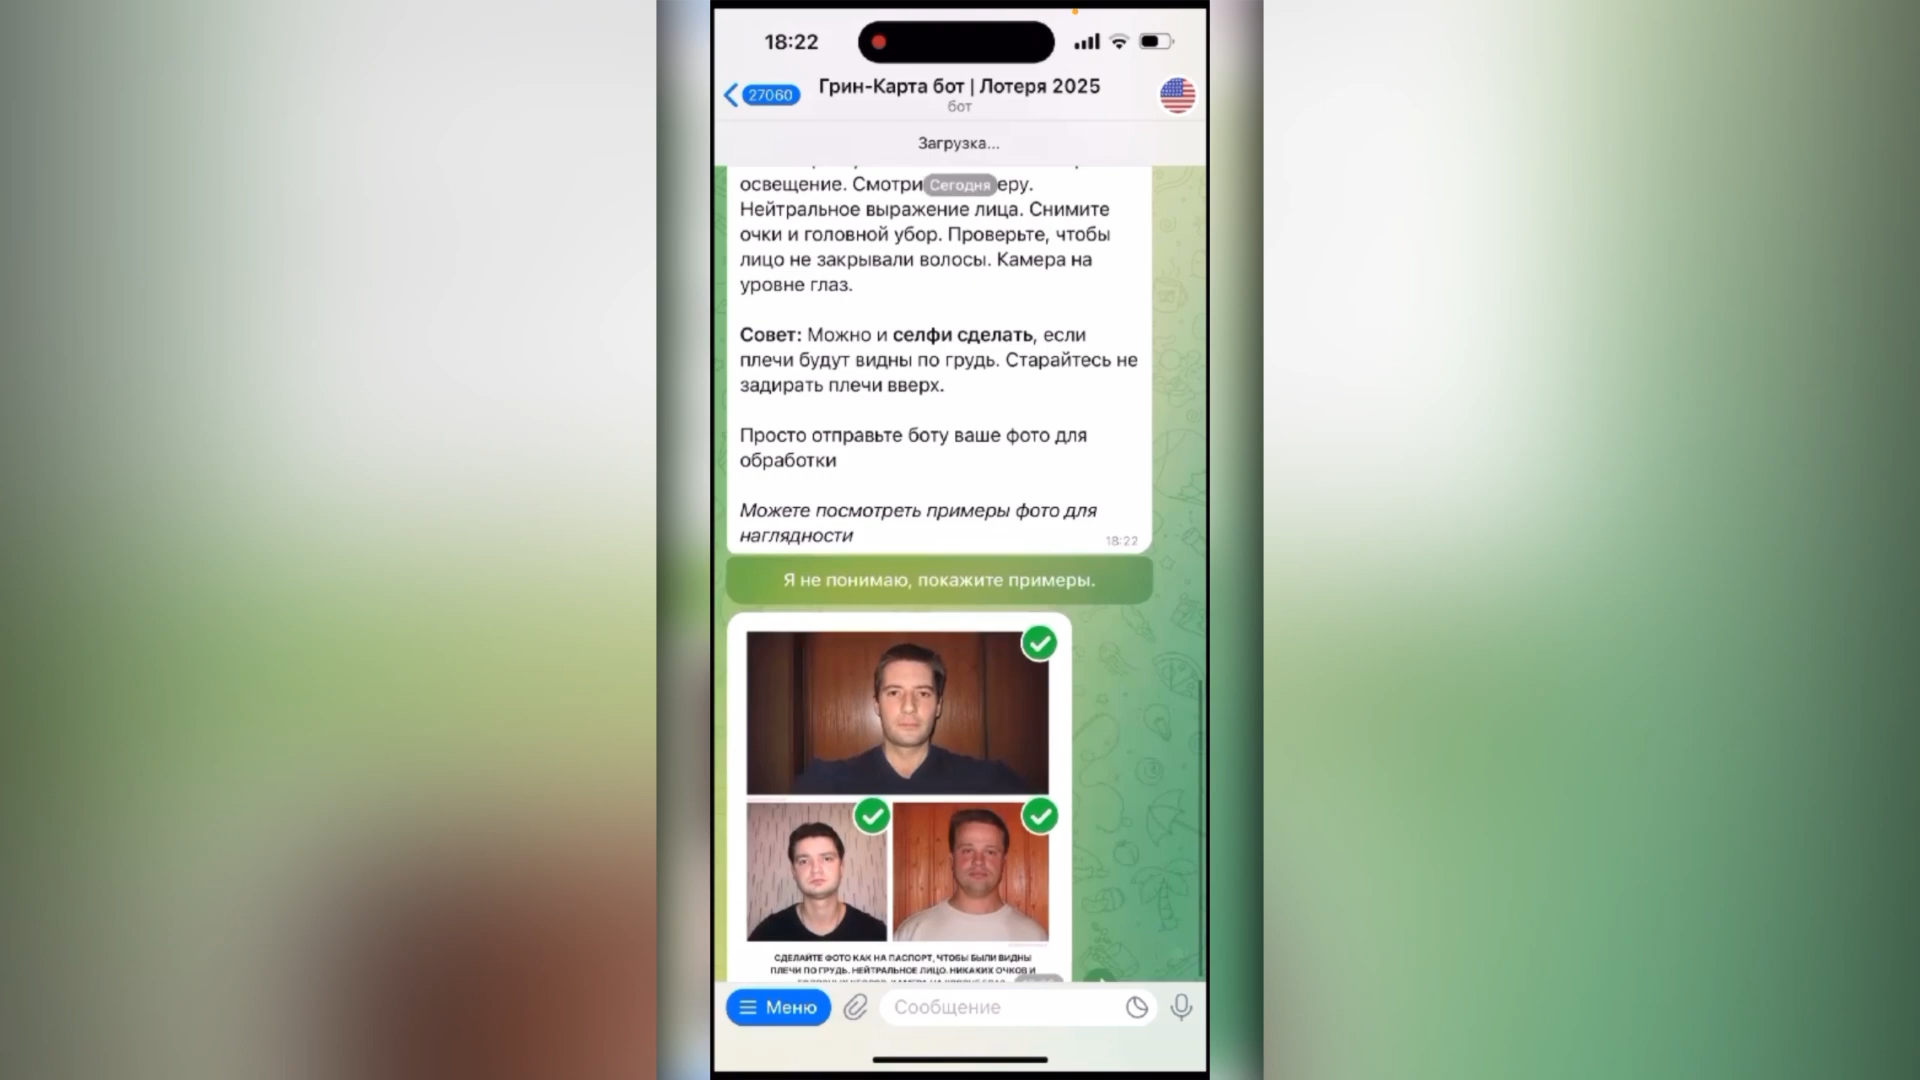 18:22
27060
Грин-Карта бот | Лотеря 2025
бот
Загрузка...
освещение. Смотри
Сегодня
еру.
Нейтральное выражение лица. Снимите
очки и головной убор. Проверьте, чтобы
лицо не закрывали волосы. Камера на
уровне глаз.
Совет: Можно и селфи сделать, если
плечи будут видны по грудь. Старайтесь не
задирать плечи вверх.
Просто отправьте боту ваше фото для
обработки
Можете посмотреть примеры фото для
наглядности
18:22
Я не понимаю, покажите примеры.
СДЕЛАЙТЕ ФОТО КАК НА ПАСПОРТ, ЧТОБЫ БЫЛИ ВИДНЫ
ПЛЕЧИ ПО ГРУДЬ. НЕЙТРАЛЬНОЕ ЛИЦО. НИКАКИХ ОЧКОВ И
Меню
Сообщение